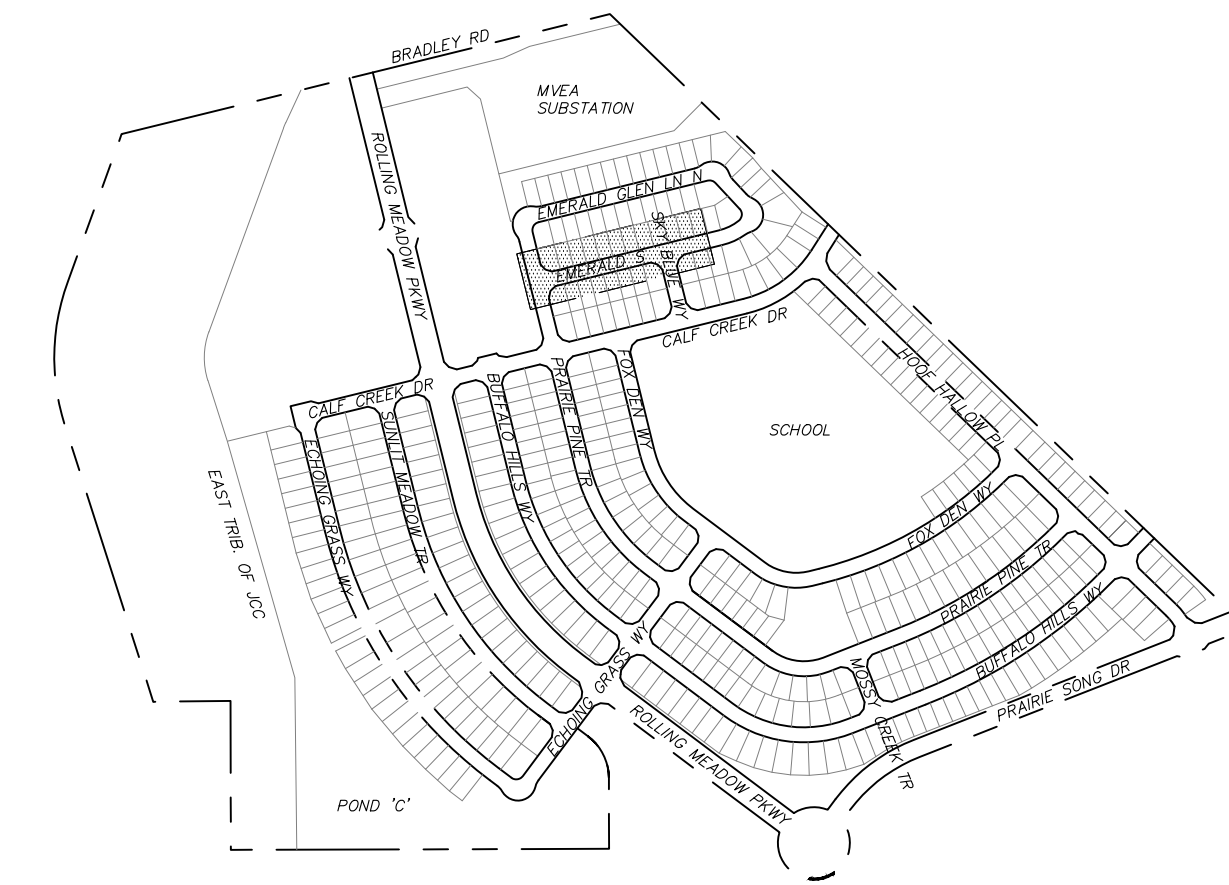 BRADLEY RD
MVEA
SUBSTATION
ROLLING MEADOW PKWY
EMERALD GLEN LN N
SKY BLUE WY
EMERALD S
CALF CREEK DR
FOX DEN WY
PRAIRIE PINE TR
BUFFALO HILLS WY
CALF CREEK DR
SUNLIT MEADOW TR
ECHOING GRASS WY
HOOF HALLOW PL
SCHOOL
EAST TRIB. OF JCC
FOX DEN WY
PRAIRIE PINE TR
BUFFALO HILLS WY
MOSSY CREEK TR
PRAIRIE SONG DR
ECHOING GRASS WY
ROLLING MEADOW PKWY
POND 'C'